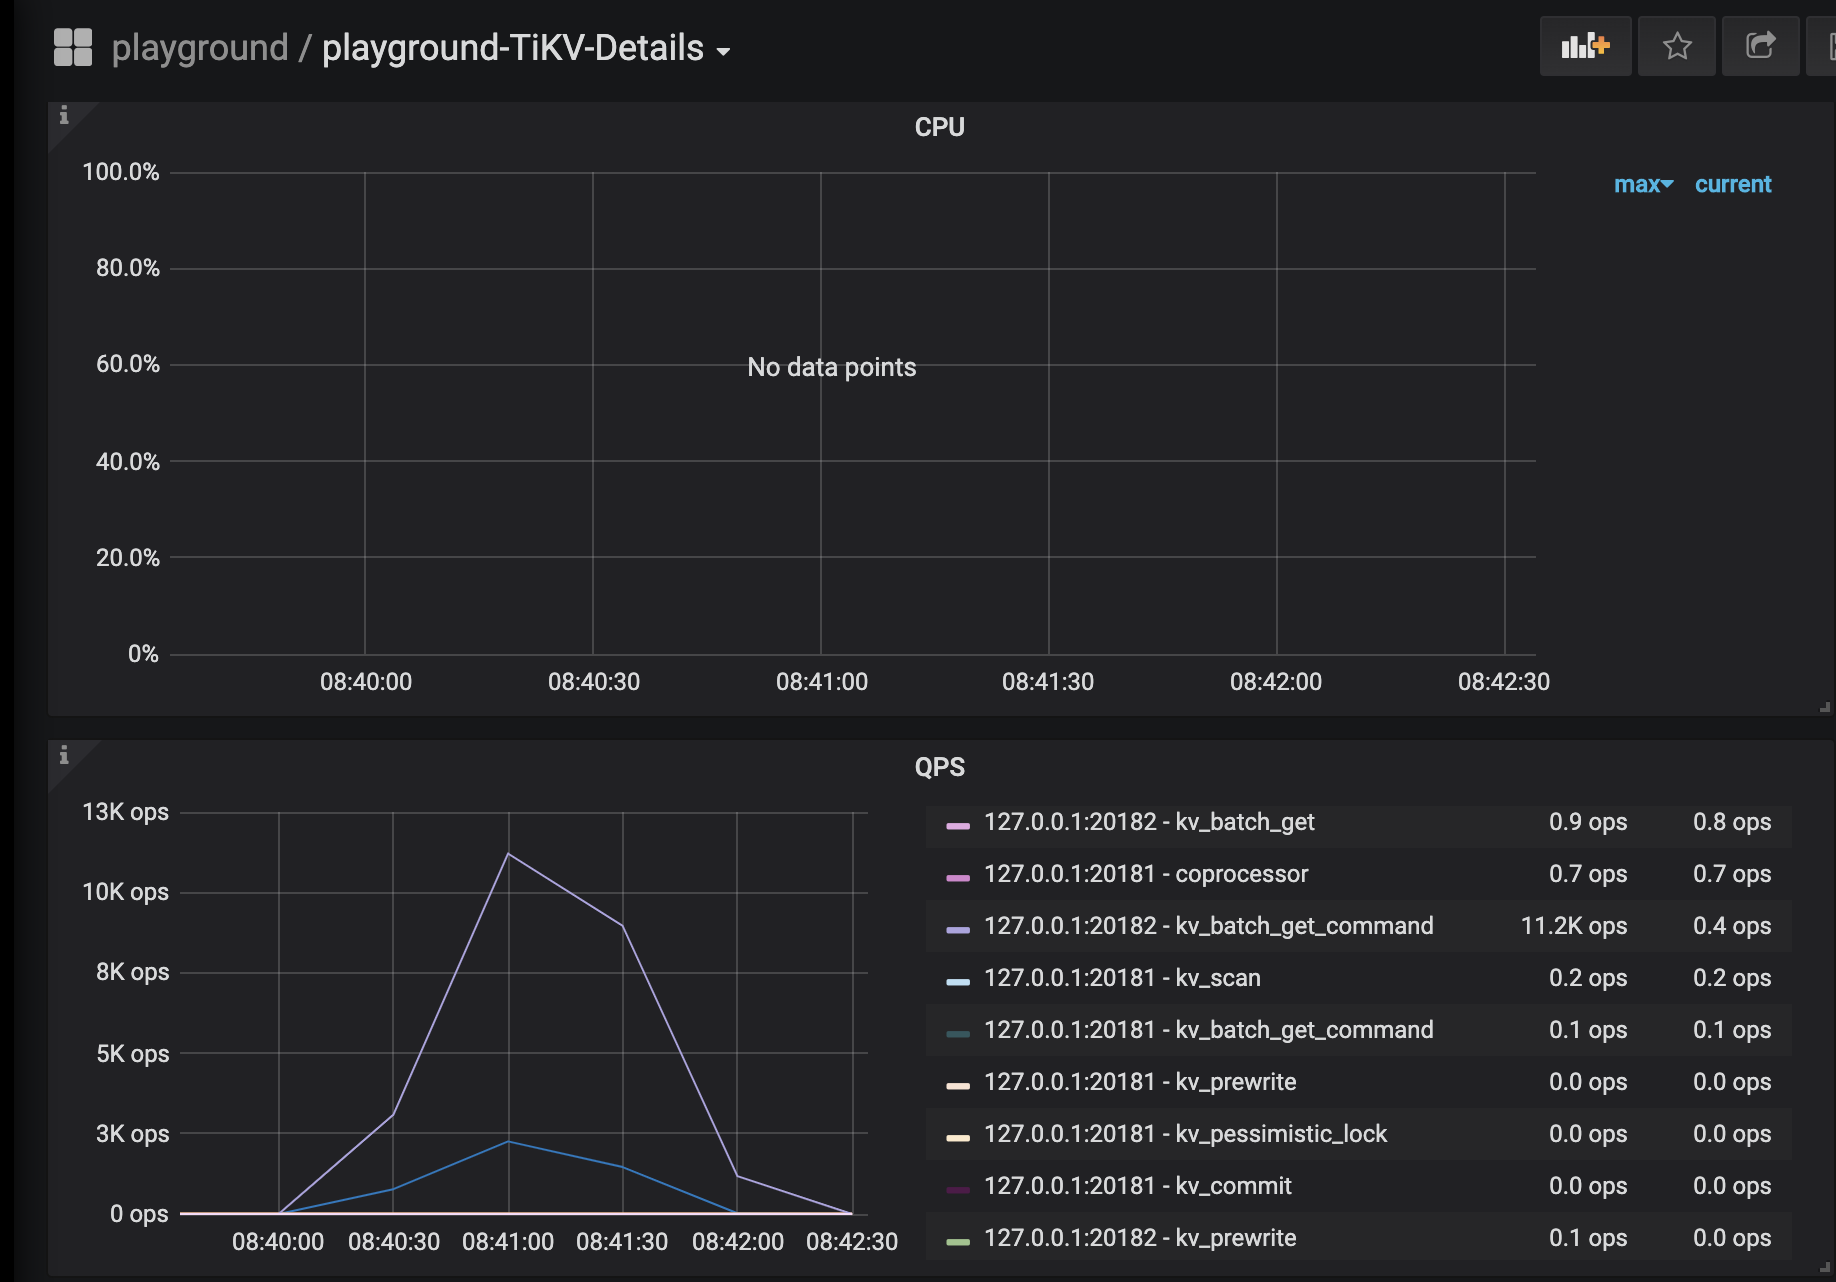 playground / playground-TiKV-Details
i
CPU
max current
100.0%
80.0%
60.0%
40.0%
20.0%
0%
No data points
08:40:00 08:40:30 08:41:00 08:41:30 08:42:00 08:42:30
i
QPS
13K ops
10K ops
8K ops
5K ops
3K ops
0 ops
08:40:00 08:40:30 08:41:00 08:41:30 08:42:00 08:42:30
127.0.0.1:20182 - kv_batch_get 0.9 ops 0.8 ops
127.0.0.1:20181 - coprocessor 0.7 ops 0.7 ops
127.0.0.1:20182 - kv_batch_get_command 11.2K ops 0.4 ops
127.0.0.1:20181 - kv_scan 0.2 ops 0.2 ops
127.0.0.1:20181 - kv_batch_get_command 0.1 ops 0.1 ops
127.0.0.1:20181 - kv_prewrite 0.0 ops 0.0 ops
127.0.0.1:20181 - kv_pessimistic_lock 0.0 ops 0.0 ops
127.0.0.1:20181 - kv_commit 0.0 ops 0.0 ops
127.0.0.1:20182 - kv_prewrite 0.1 ops 0.0 ops